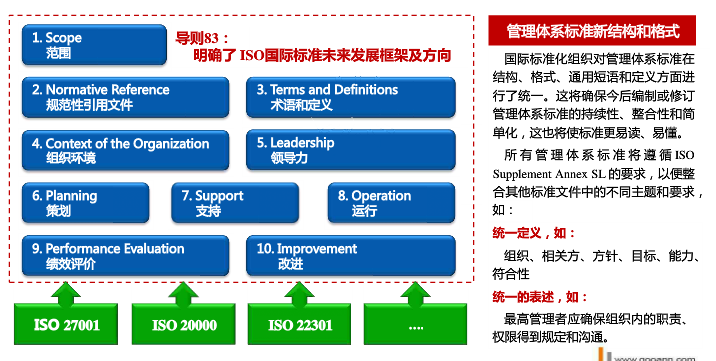 1. Scope
范围
导则83：
明确了 ISO国际标准未来发展框架及方向
2. Normative Reference
规范性引用文件
3. Terms and Definitions
术语和定义
4. Context of the Organization
组织环境
5. Leadership
领导力
6. Planning
策划
7. Support
支持
8. Operation
运行
9. Performance Evaluation
绩效评价
10. Improvement
改进
ISO 27001
ISO 20000
ISO 22301
....
管理体系标准新结构和格式
国际标准化组织对管理体系标准在
结构、格式、通用短语和定义方面进
行了统一。这将确保今后编制或修订
管理体系标准的持续性、整合性和简
单化，这也将使标准更易读、易懂。
所有管理体系标准将遵循ISO
Supplement Annex SL 的要求，以便整
合其他标准文件中的不同主题和要求，
如：
统一定义，如：
组织、相关方、方针、目标、能力、
符合性
统一的表述，如：
最高管理者应确保组织内的职责、
权限得到规定和沟通。